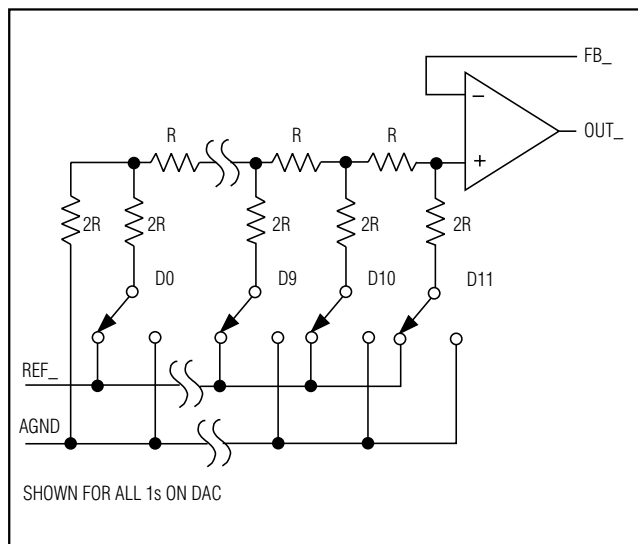 FB_
OUT_
R
R
R
2R
2R
2R
2R
2R
D0
D9
D10
D11
REF_
AGND
SHOWN FOR ALL 1s ON DAC